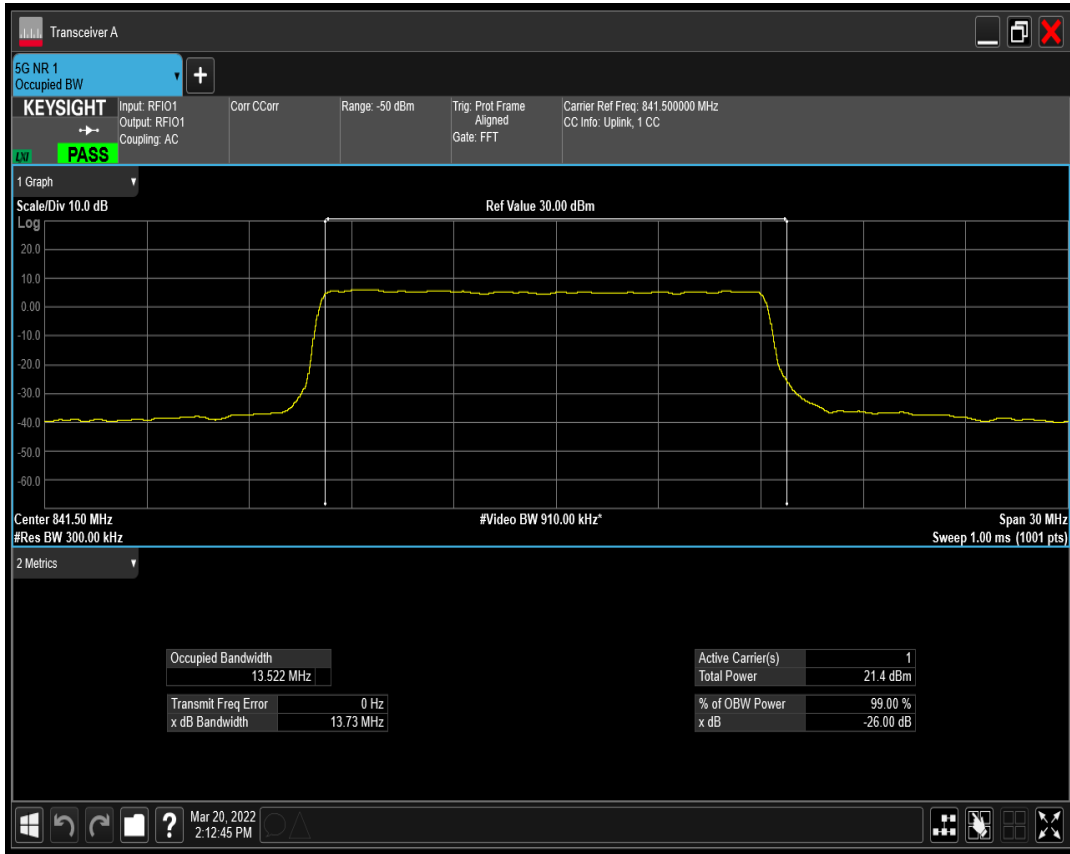 Transceiver A
5G NR 1
Occupied BW
+
KEYSIGHT
LXI
PASS
Input: RFIO1
Output: RFIO1
Coupling: AC
Corr CCorr
Range: -50 dBm
Trig: Prot Frame
Aligned
Gate: FFT
Carrier Ref Freq: 841.500000 MHz
CC Info: Uplink, 1 CC
1 Graph
Scale/Div 10.0 dB
Ref Value 30.00 dBm
Log
20.0
10.0
0.00
-10.0
-20.0
-30.0
-40.0
-50.0
-60.0
Center 841.50 MHz
#Video BW 910.00 kHz*
Span 30 MHz
#Res BW 300.00 kHz
Sweep 1.00 ms (1001 pts)
2 Metrics
Occupied Bandwidth
13.522 MHz
Transmit Freq Error 0 Hz
x dB Bandwidth 13.73 MHz
Active Carrier(s) 1
Total Power 21.4 dBm
% of OBW Power 99.00 %
x dB -26.00 dB
?
Mar 20, 2022
2:12:45 PM